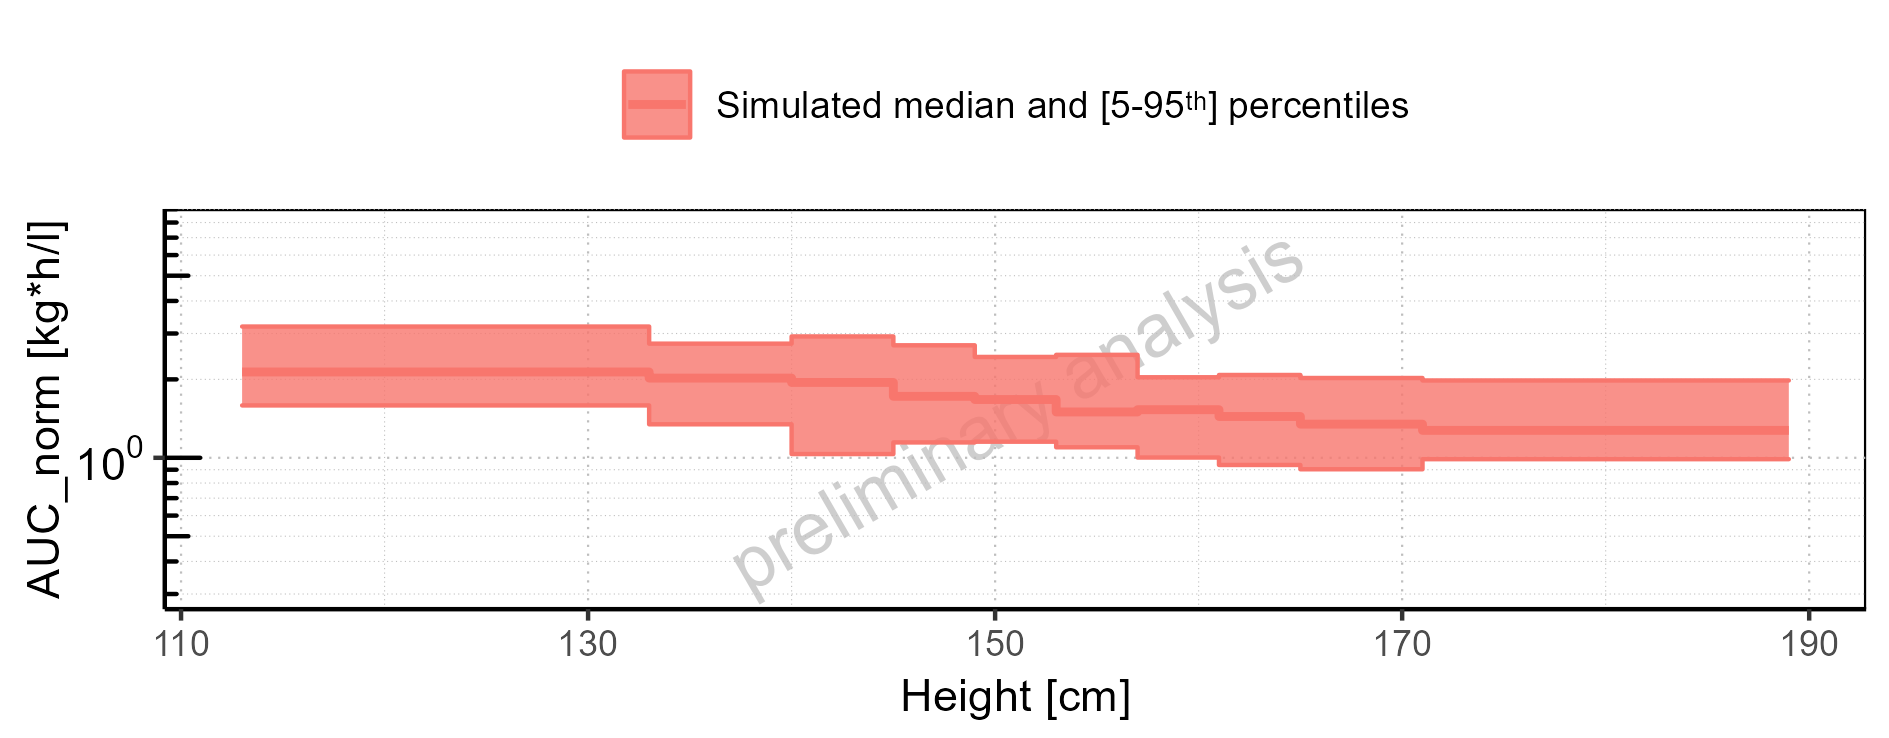 Simulated median and [5-95th] percentiles
AUC_norm [kg*h/l]
10^0
preliminary analysis
110 130 150 170 190
Height [cm]